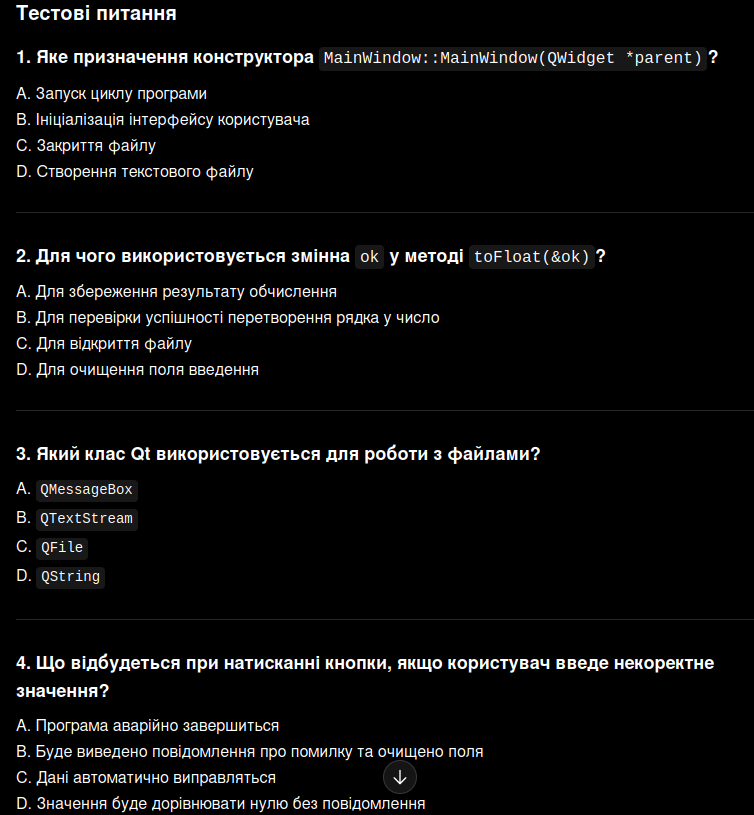 Тестові питання
1. Яке призначення конструктора MainWindow::MainWindow(QWidget *parent)?
A. Запуск циклу програми
B. Ініціалізація інтерфейсу користувача
C. Закриття файлу
D. Створення текстового файлу
2. Для чого використовується змінна ok у методі toFloat(&ok)?
A. Для збереження результату обчислення
B. Для перевірки успішності перетворення рядка у число
C. Для відкриття файлу
D. Для очищення поля введення
3. Який клас Qt використовується для роботи з файлами?
A. QMessageBox
B. QTextStream
C. QFile
D. QString
4. Що відбудеться при натисканні кнопки, якщо користувач введе некоректне
значення?
A. Програма аварійно завершиться
B. Буде виведено повідомлення про помилку та очищено поля
C. Дані автоматично виправляться
D. Значення буде дорівнювати нулю без повідомлення